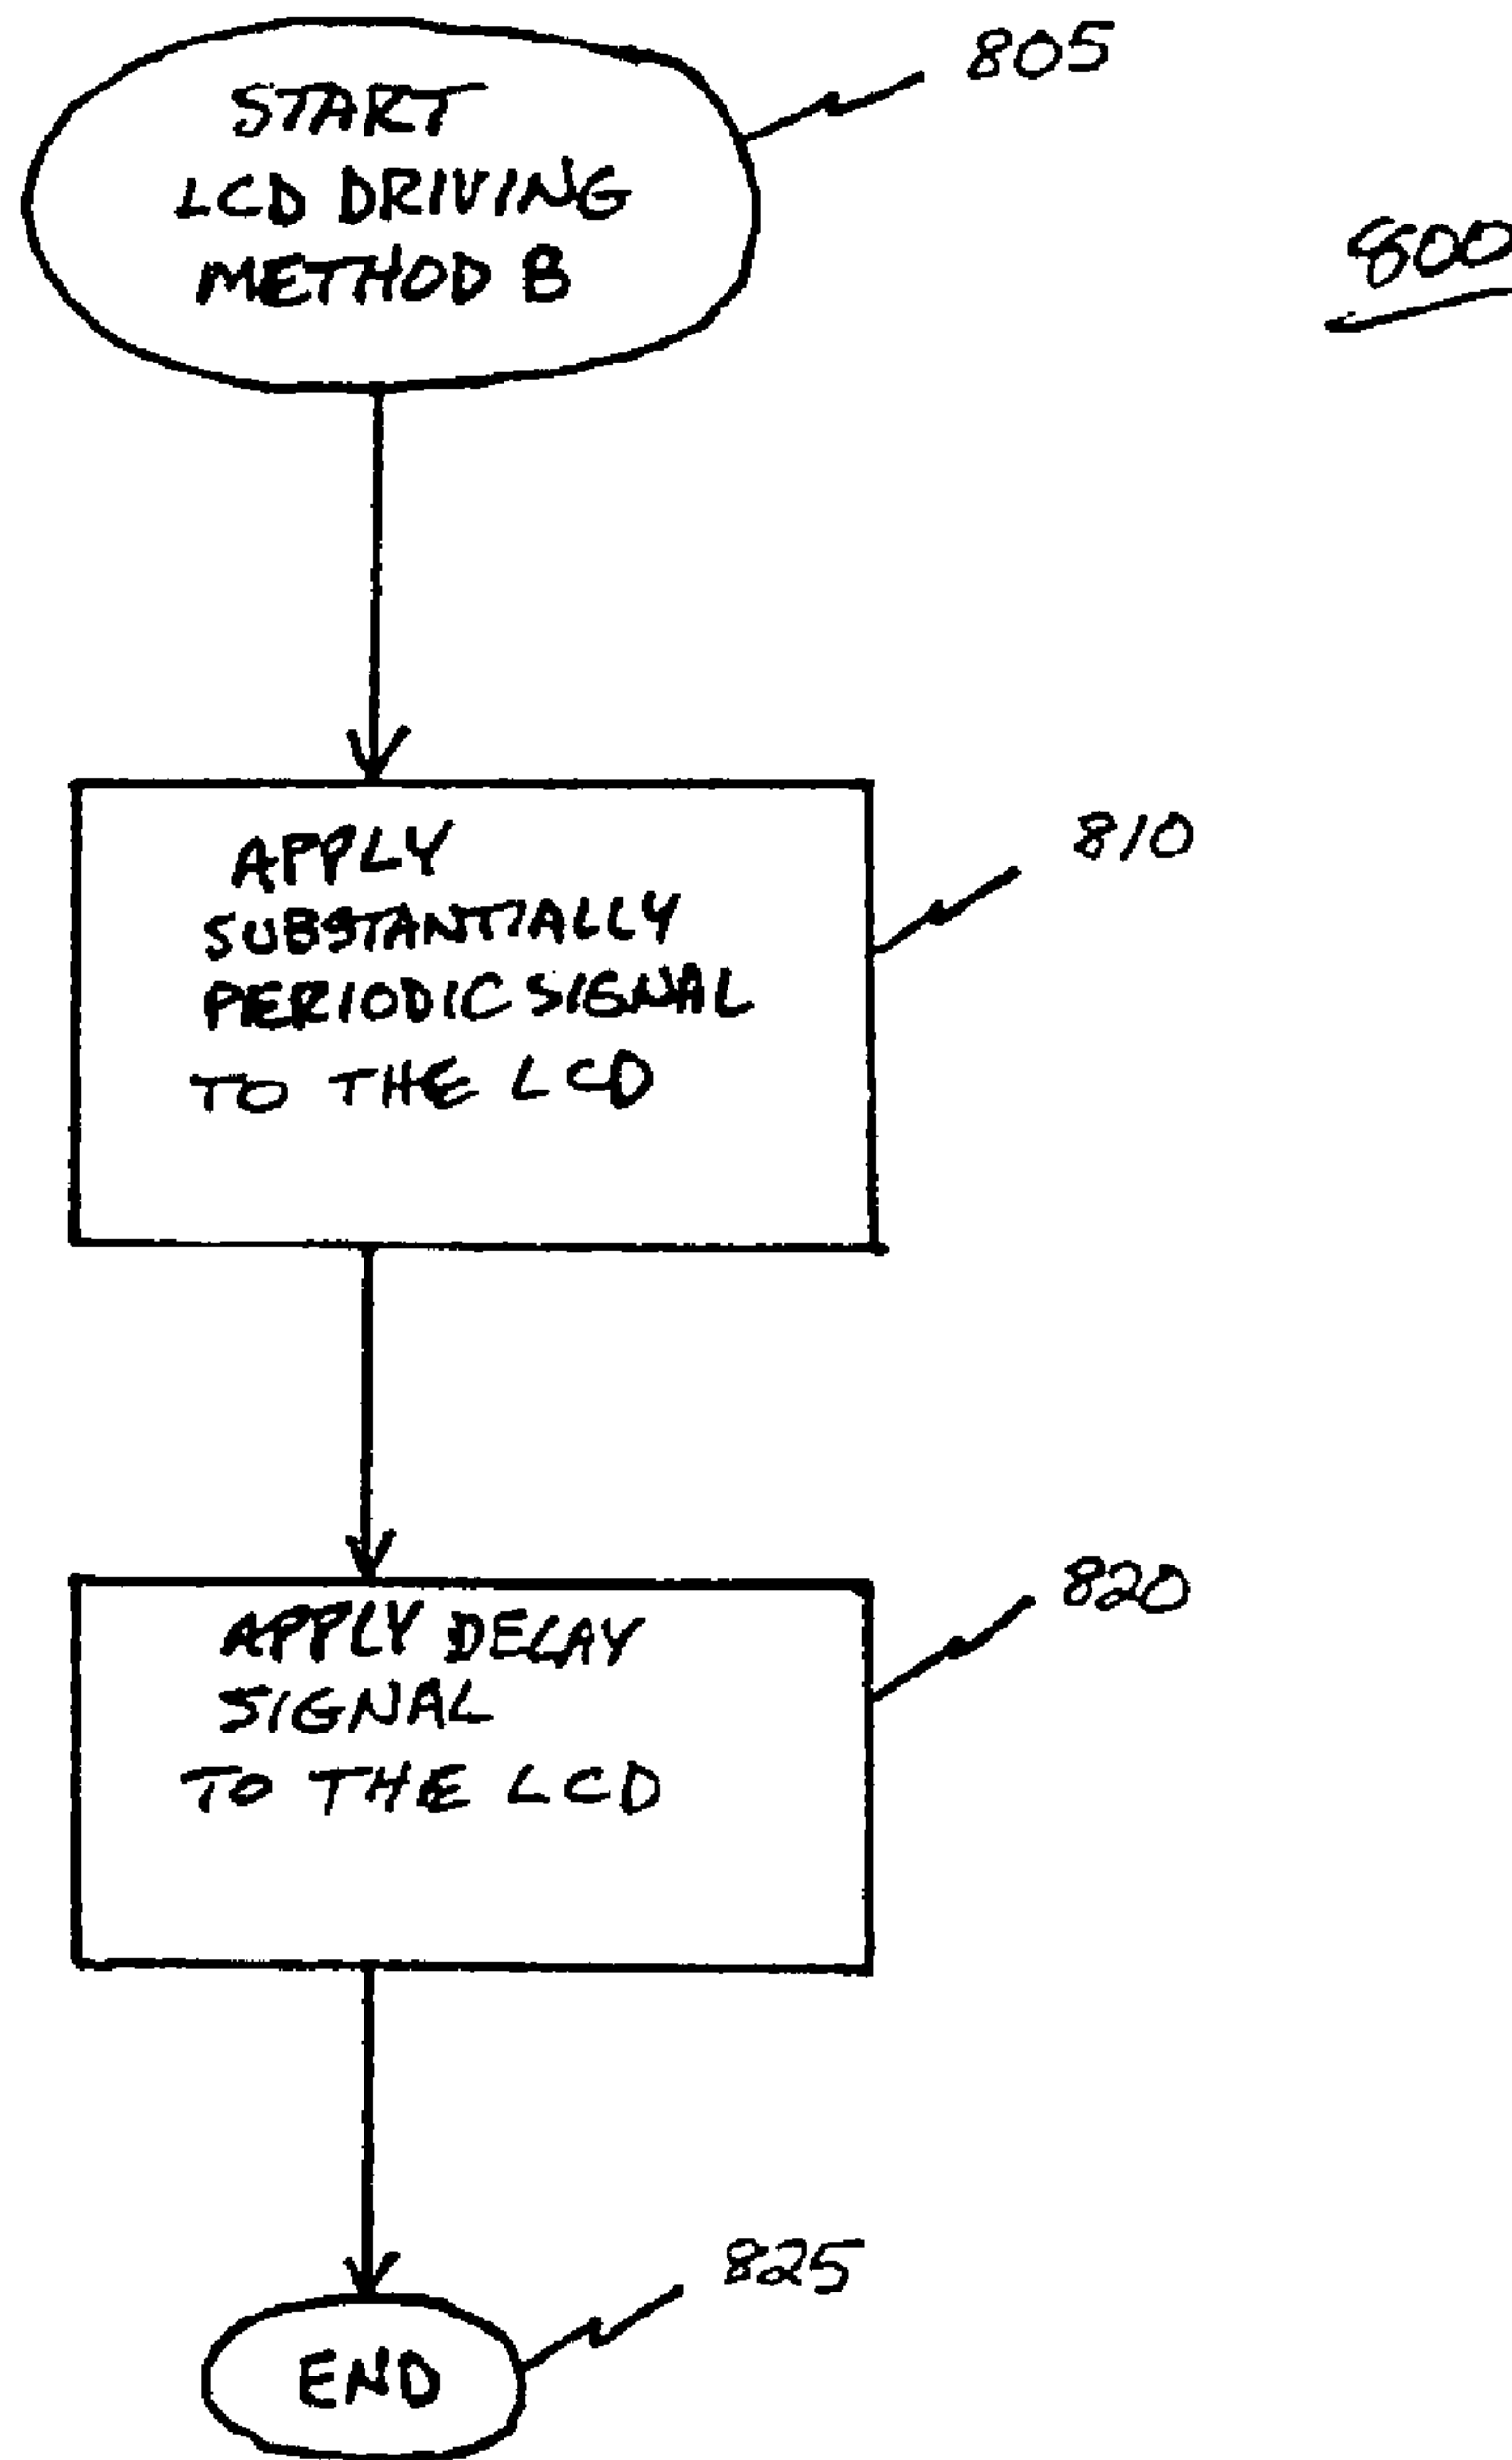 START
LCD DRIVING
METHOD B
805
800
APPLY
SUBSTANTIALLY
PERIODIC SIGNAL
TO THE LCD
810
APPLY DELAY
SIGNAL
TO THE LCD
820
825
END